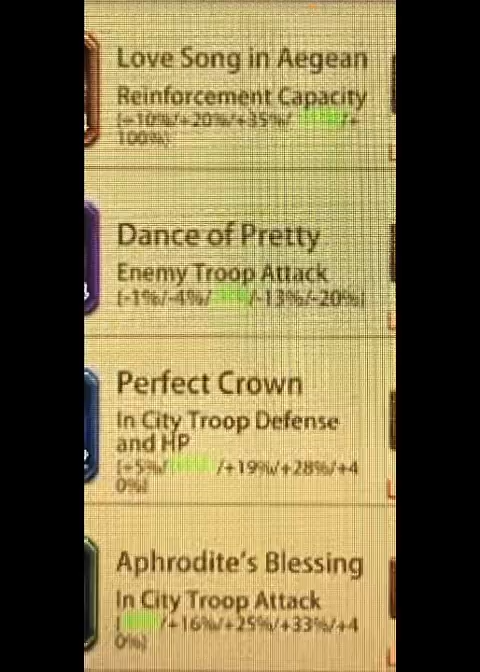 Love Song in Aegean
Reinforcement Capacity
(+10%/+20%/+35%/ /+
100%)
Dance of Pretty
Enemy Troop Attack
(-1%/-4%/ /-13%/-20%)
Perfect Crown
In City Troop Defense
and HP
(+5%/ /+19%/+28%/+4
0%)
Aphrodite's Blessing
In City Troop Attack
( /+16%/+25%/+33%/+4
0%)